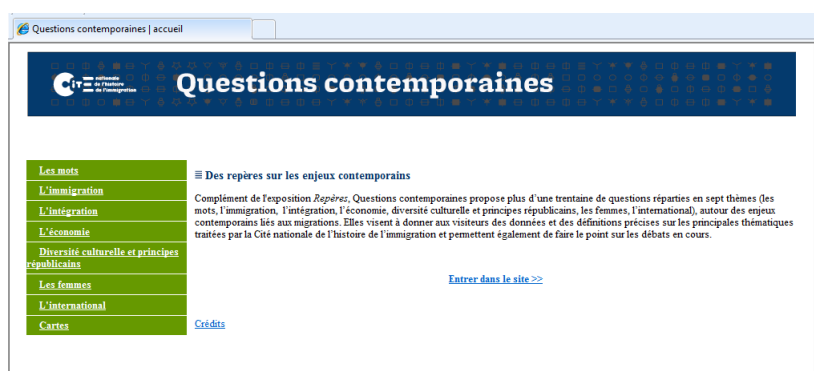 Questions contemporaines | accueil
CiTE nationale
de l'histoire
de l'immigration
Questions contemporaines
Les mots
L'immigration
L'intégration
L'économie
Diversité culturelle et principes
républicains
Les femmes
L'international
Cartes
Des repères sur les enjeux contemporains
Complément de l'exposition Repères, Questions contemporaines propose plus d'une trentaine de questions réparties en sept thèmes (les
mots, l'immigration, l'intégration, l'économie, diversité culturelle et principes républicains, les femmes, l'international), autour des enjeux
contemporains liés aux migrations. Elles visent à donner aux visiteurs des données et des définitions précises sur les principales thématiques
traitées par la Cité nationale de l'histoire de l'immigration et permettent également de faire le point sur les débats en cours.
Entrer dans le site >>
Crédits